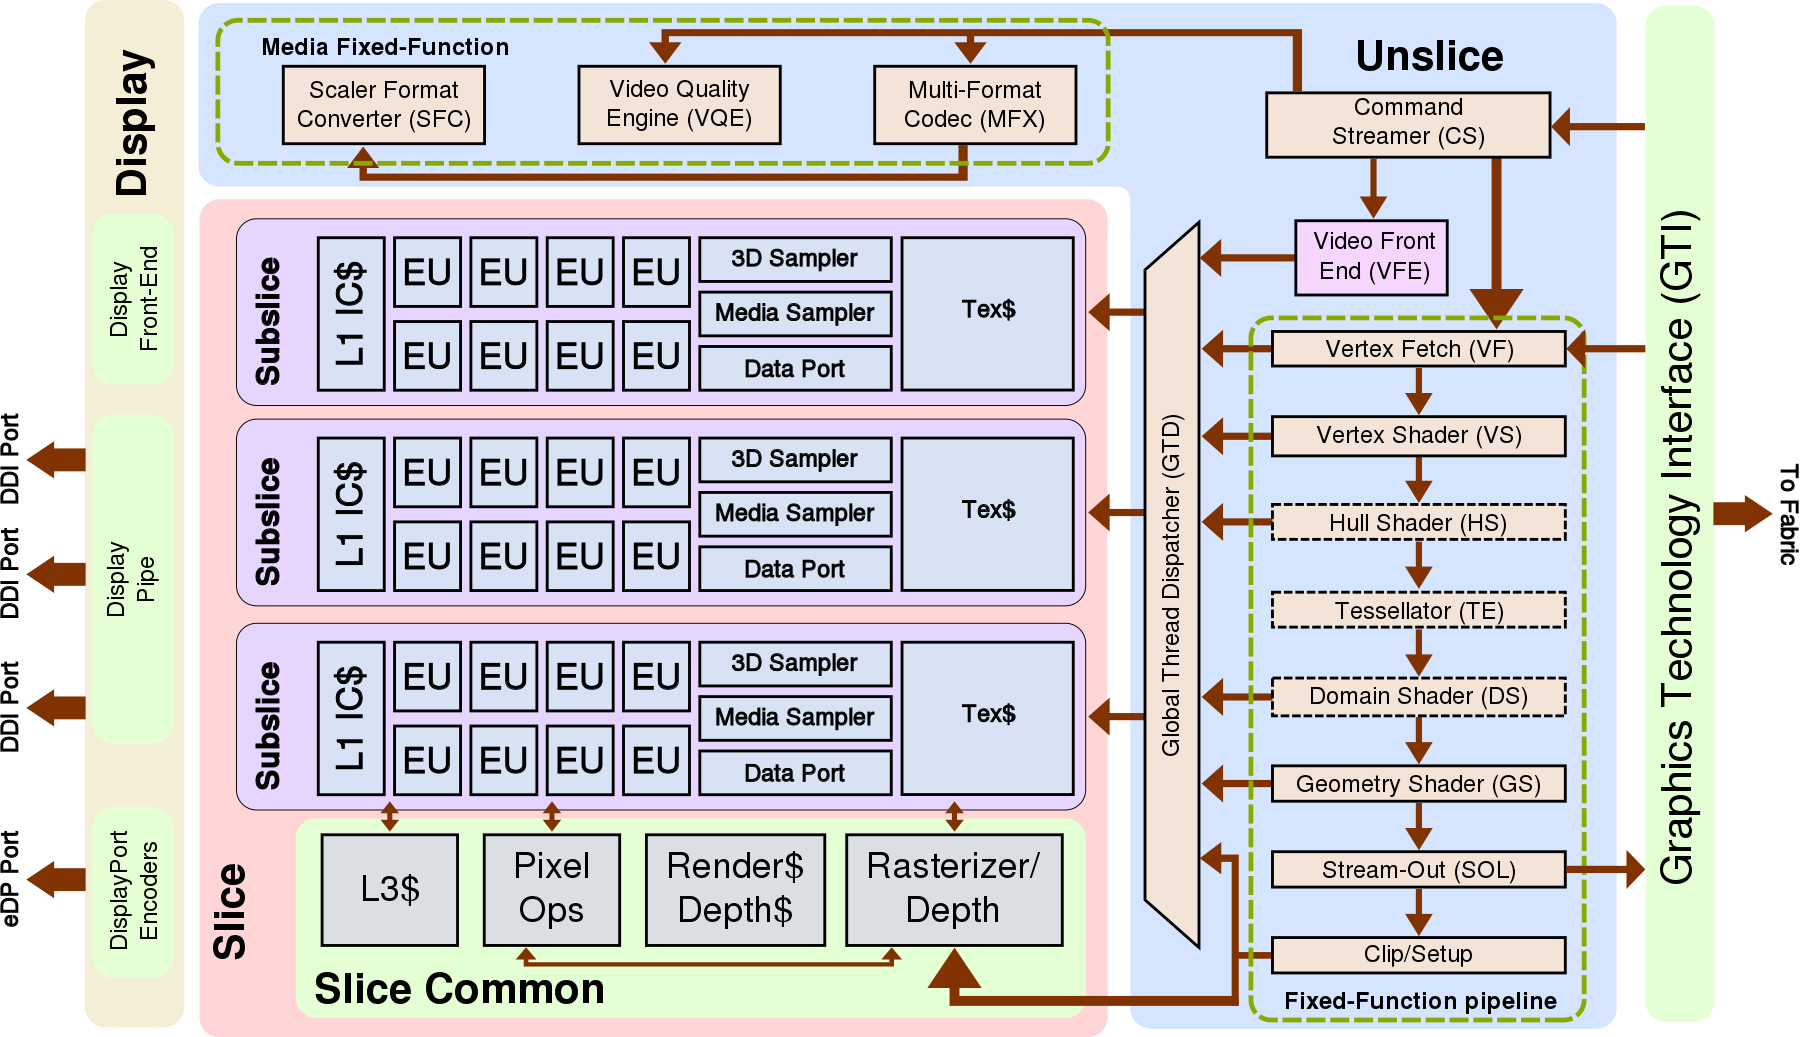 Display
Display
Front-End
Display
Pipe
DisplayPort
Encoders
DDI Port
DDI Port
DDI Port
eDP Port
Media Fixed-Function
Scaler Format
Converter (SFC)
Video Quality
Engine (VQE)
Multi-Format
Codec (MFX)
Unslice
Command
Streamer (CS)
Video Front
End (VFE)
Subslice
L1 IC$
EU EU EU EU
EU EU EU EU
3D Sampler
Media Sampler
Data Port
Tex$
Subslice
L1 IC$
EU EU EU EU
EU EU EU EU
3D Sampler
Media Sampler
Data Port
Tex$
Subslice
L1 IC$
EU EU EU EU
EU EU EU EU
3D Sampler
Media Sampler
Data Port
Tex$
Slice
L3$
Pixel
Ops
Render$
Depth$
Rasterizer/
Depth
Slice Common
Global Thread Dispatcher (GTD)
Vertex Fetch (VF)
Vertex Shader (VS)
Hull Shader (HS)
Tessellator (TE)
Domain Shader (DS)
Geometry Shader (GS)
Stream-Out (SOL)
Clip/Setup
Fixed-Function pipeline
Graphics Technology Interface (GTI)
To Fabric